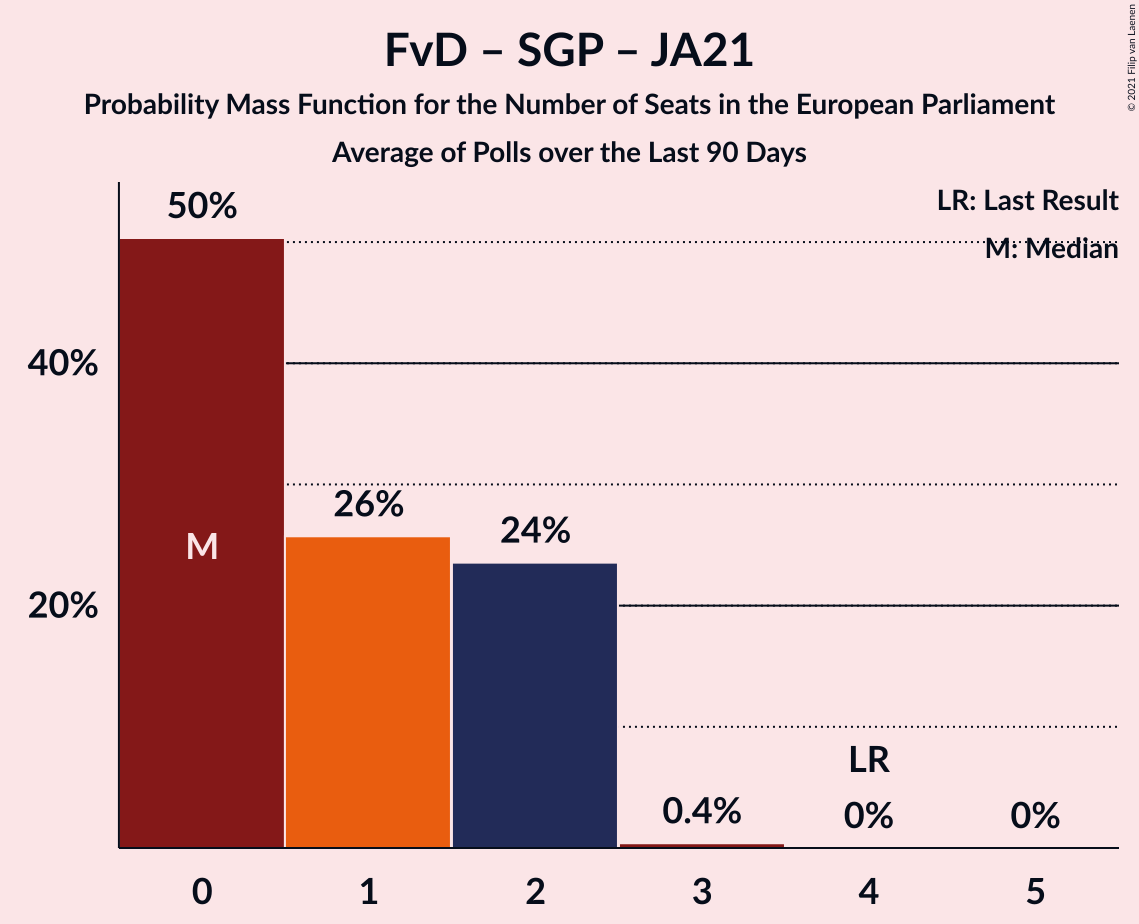 FvD – SGP – JA21
Probability Mass Function for the Number of Seats in the European Parliament
Average of Polls over the Last 90 Days
© 2021 Filip van Laenen
LR: Last Result
M: Median
50%
40%
26%
24%
M
20%
LR
0.4%
0%
0%
0 1 2 3 4 5